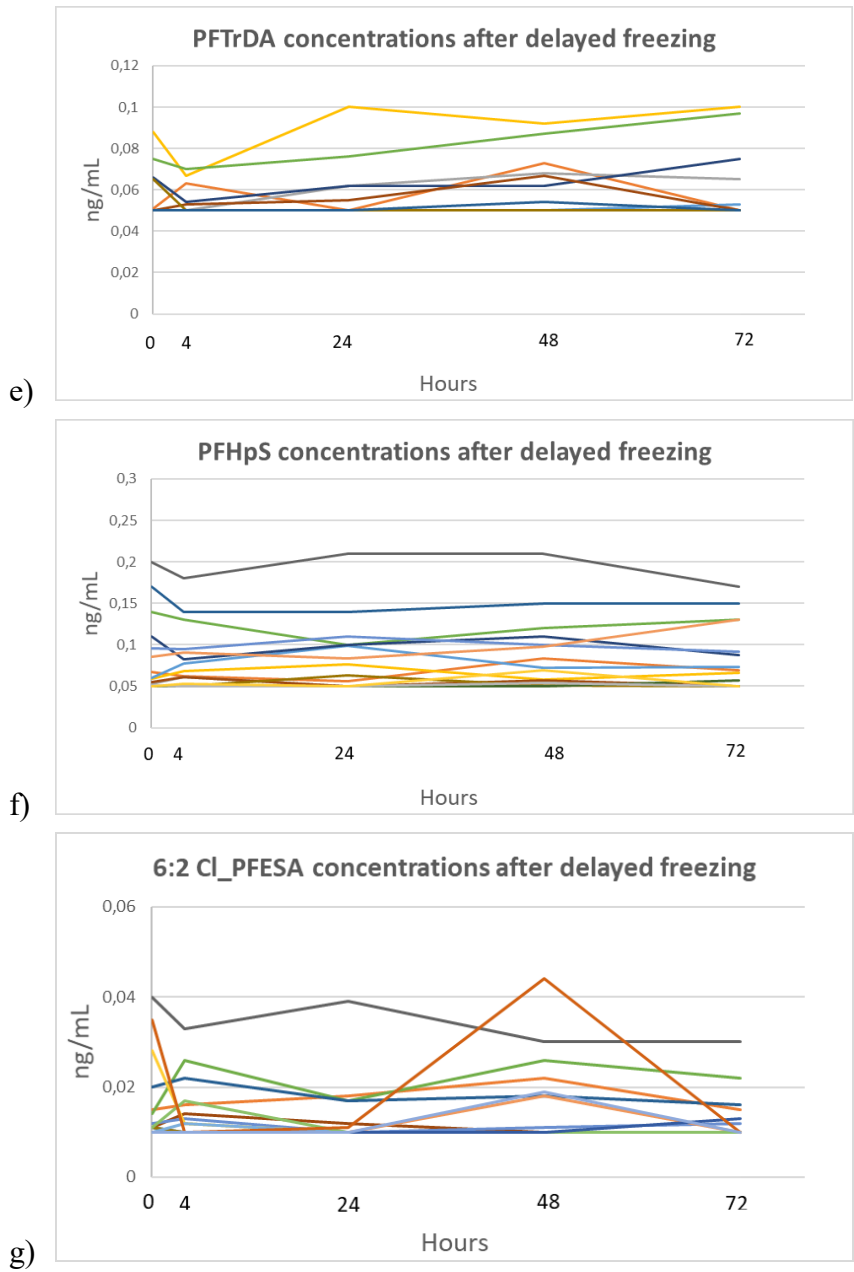 PFTrDA concentrations after delayed freezing
0,12
0,1
0,08
0,06
0,04
0,02
0
ng/mL
0 4 24 48 72
Hours
e)
PFHpS concentrations after delayed freezing
0,3
0,25
0,2
0,15
0,1
0,05
0
ng/mL
0 4 24 48 72
Hours
f)
6:2 Cl_PFESA concentrations after delayed freezing
0,06
0,04
0,02
0
ng/mL
0 4 24 48 72
Hours
g)